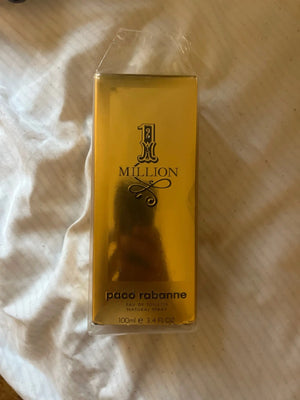 1
MILLION
paco rabanne
EAU DE TOILETTE
NATURAL SPRAY
100ml e 3.4 FL.OZ